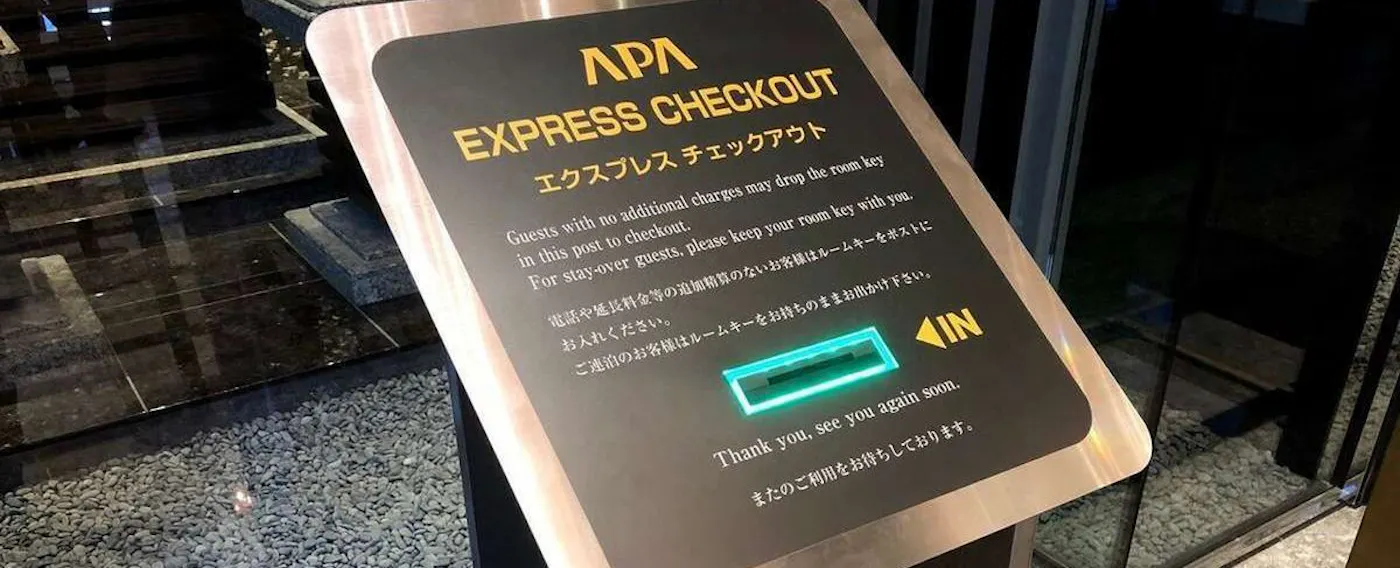 APA
EXPRESS CHECKOUT
エクスプレス チェックアウト
Guests with no additional charges may drop the room key
in this post to checkout.
For stay-over guests, please keep your room key with you.
電話や延長料金等の追加精算のないお客様はルームキーをポストに
お入れください。
ご連泊のお客様はルームキーをお持ちのままお出かけ下さい。
IN
Thank you, see you again soon.
またのご利用をお待ちしております。